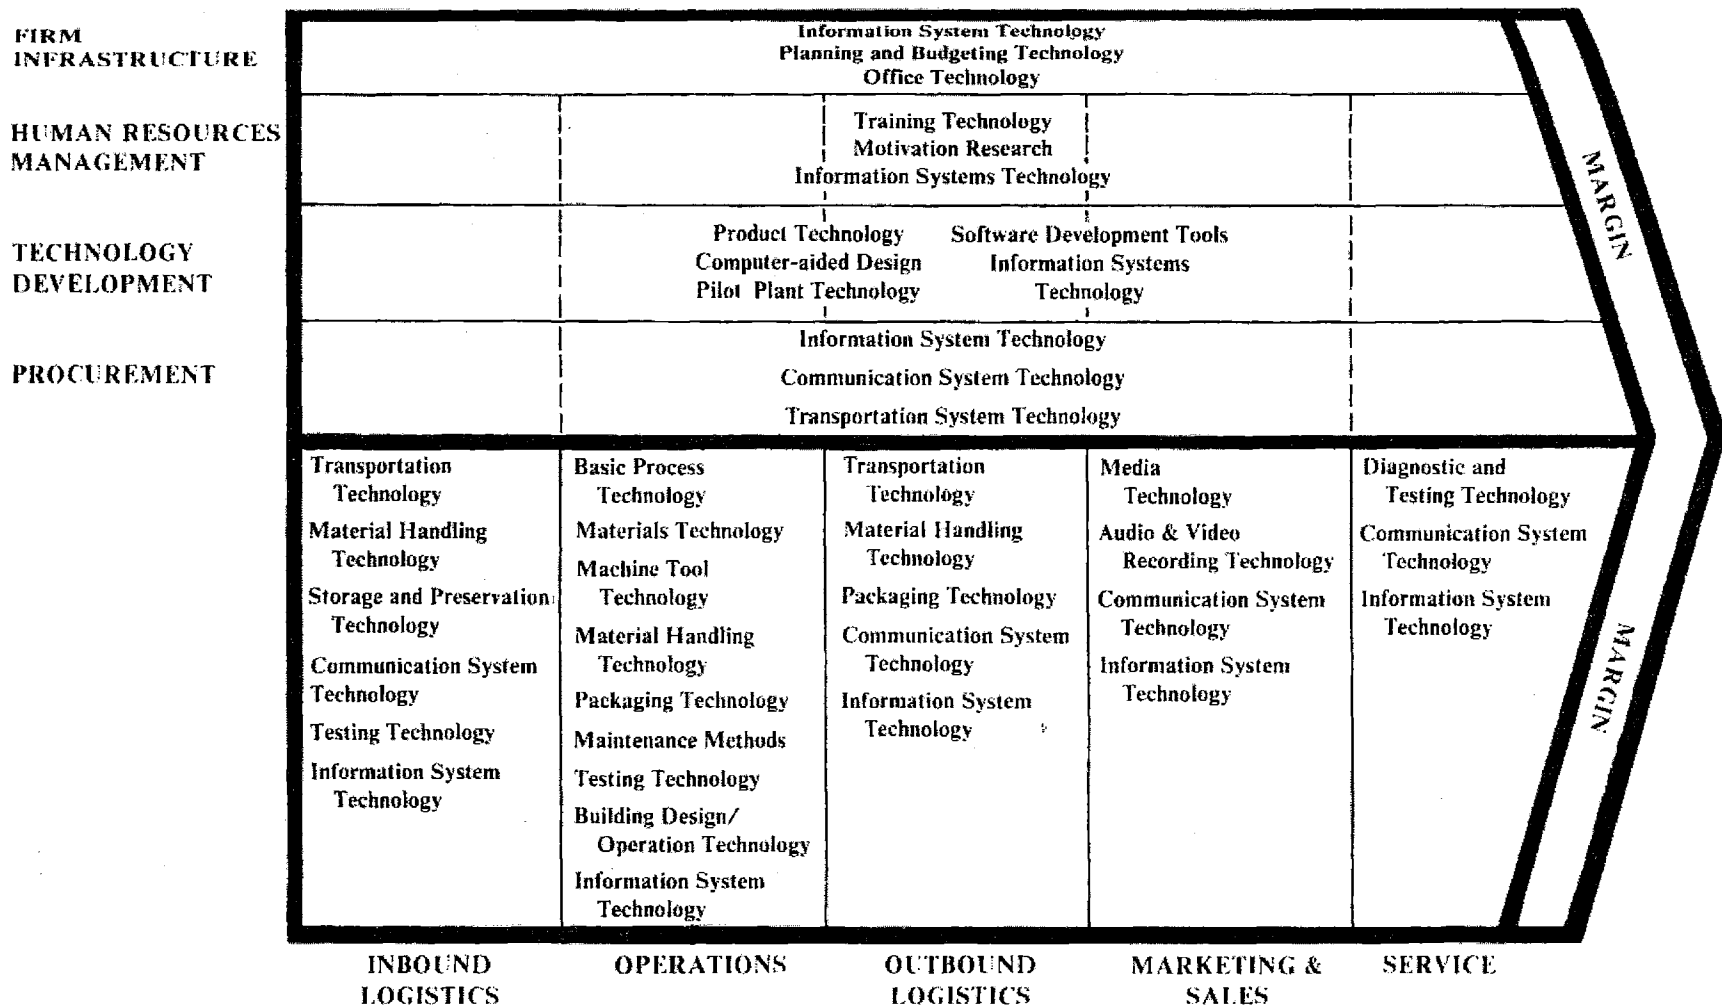 FIRM
INFRASTRUCTURE
Information System Technology
Planning and Budgeting Technology
Office Technology
HUMAN RESOURCES
MANAGEMENT
Training Technology
Motivation Research
Information Systems Technology
TECHNOLOGY
DEVELOPMENT
Product Technology
Computer-aided Design
Pilot Plant Technology
Software Development Tools
Information Systems
Technology
PROCUREMENT
Information System Technology
Communication System Technology
Transportation System Technology
MARGIN
Transportation
Technology
Material Handling
Technology
Storage and Preservation
Technology
Communication System
Technology
Testing Technology
Information System
Technology
Basic Process
Technology
Materials Technology
Machine Tool
Technology
Material Handling
Technology
Packaging Technology
Maintenance Methods
Testing Technology
Building Design/
Operation Technology
Information System
Technology
Transportation
Technology
Material Handling
Technology
Packaging Technology
Communication System
Technology
Information System
Technology
Media
Technology
Audio & Video
Recording Technology
Communication System
Technology
Information System
Technology
Diagnostic and
Testing Technology
Communication System
Technology
Information System
Technology
MARGIN
INBOUND
LOGISTICS
OPERATIONS
OUTBOUND
LOGISTICS
MARKETING &
SALES
SERVICE